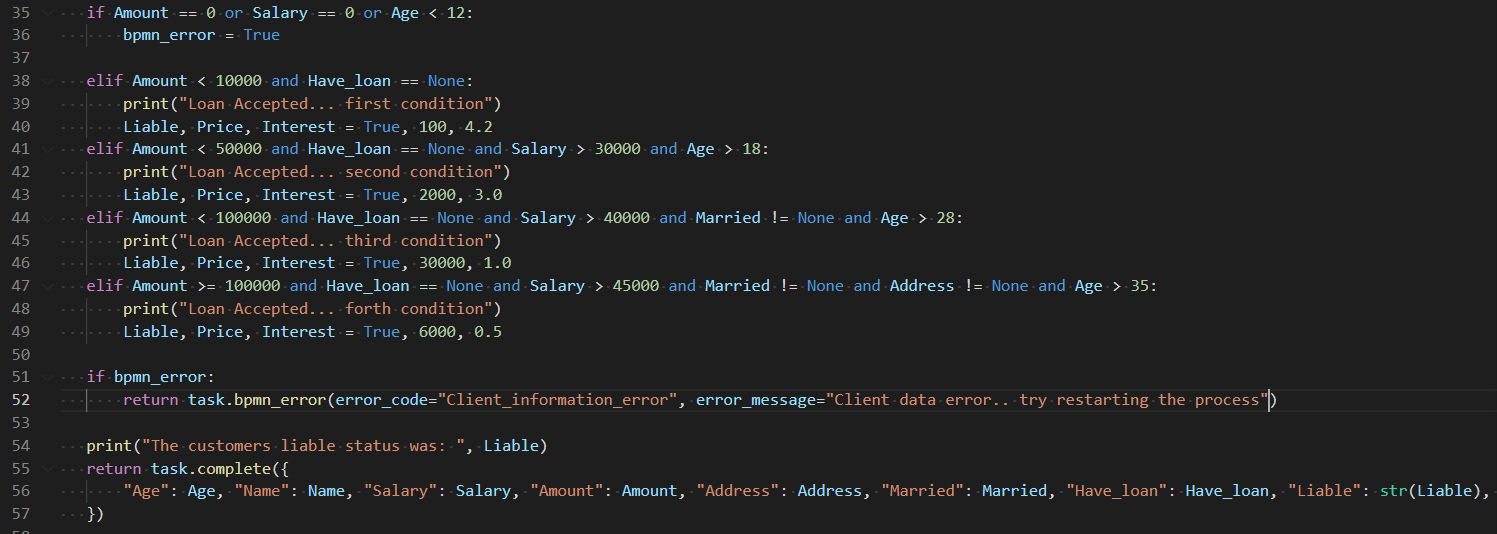 35 if Amount == 0 or Salary == 0 or Age < 12:
36 bpmn_error = True
37
38 elif Amount < 10000 and Have_loan == None:
39 print("Loan Accepted... first condition")
40 Liable, Price, Interest = True, 100, 4.2
41 elif Amount < 50000 and Have_loan == None and Salary > 30000 and Age > 18:
42 print("Loan Accepted... second condition")
43 Liable, Price, Interest = True, 2000, 3.0
44 elif Amount < 100000 and Have_loan == None and Salary > 40000 and Married != None and Age > 28:
45 print("Loan Accepted... third condition")
46 Liable, Price, Interest = True, 30000, 1.0
47 elif Amount >= 100000 and Have_loan == None and Salary > 45000 and Married != None and Address != None and Age > 35:
48 print("Loan Accepted... forth condition")
49 Liable, Price, Interest = True, 6000, 0.5
50
51 if bpmn_error:
52 return task.bpmn_error(error_code="Client_information_error", error_message="Client data error.. try restarting the process")
53
54 print("The customers liable status was: ", Liable)
55 return task.complete({
56 "Age": Age, "Name": Name, "Salary": Salary, "Amount": Amount, "Address": Address, "Married": Married, "Have_loan": Have_loan, "Liable": str(Liable),
57 })